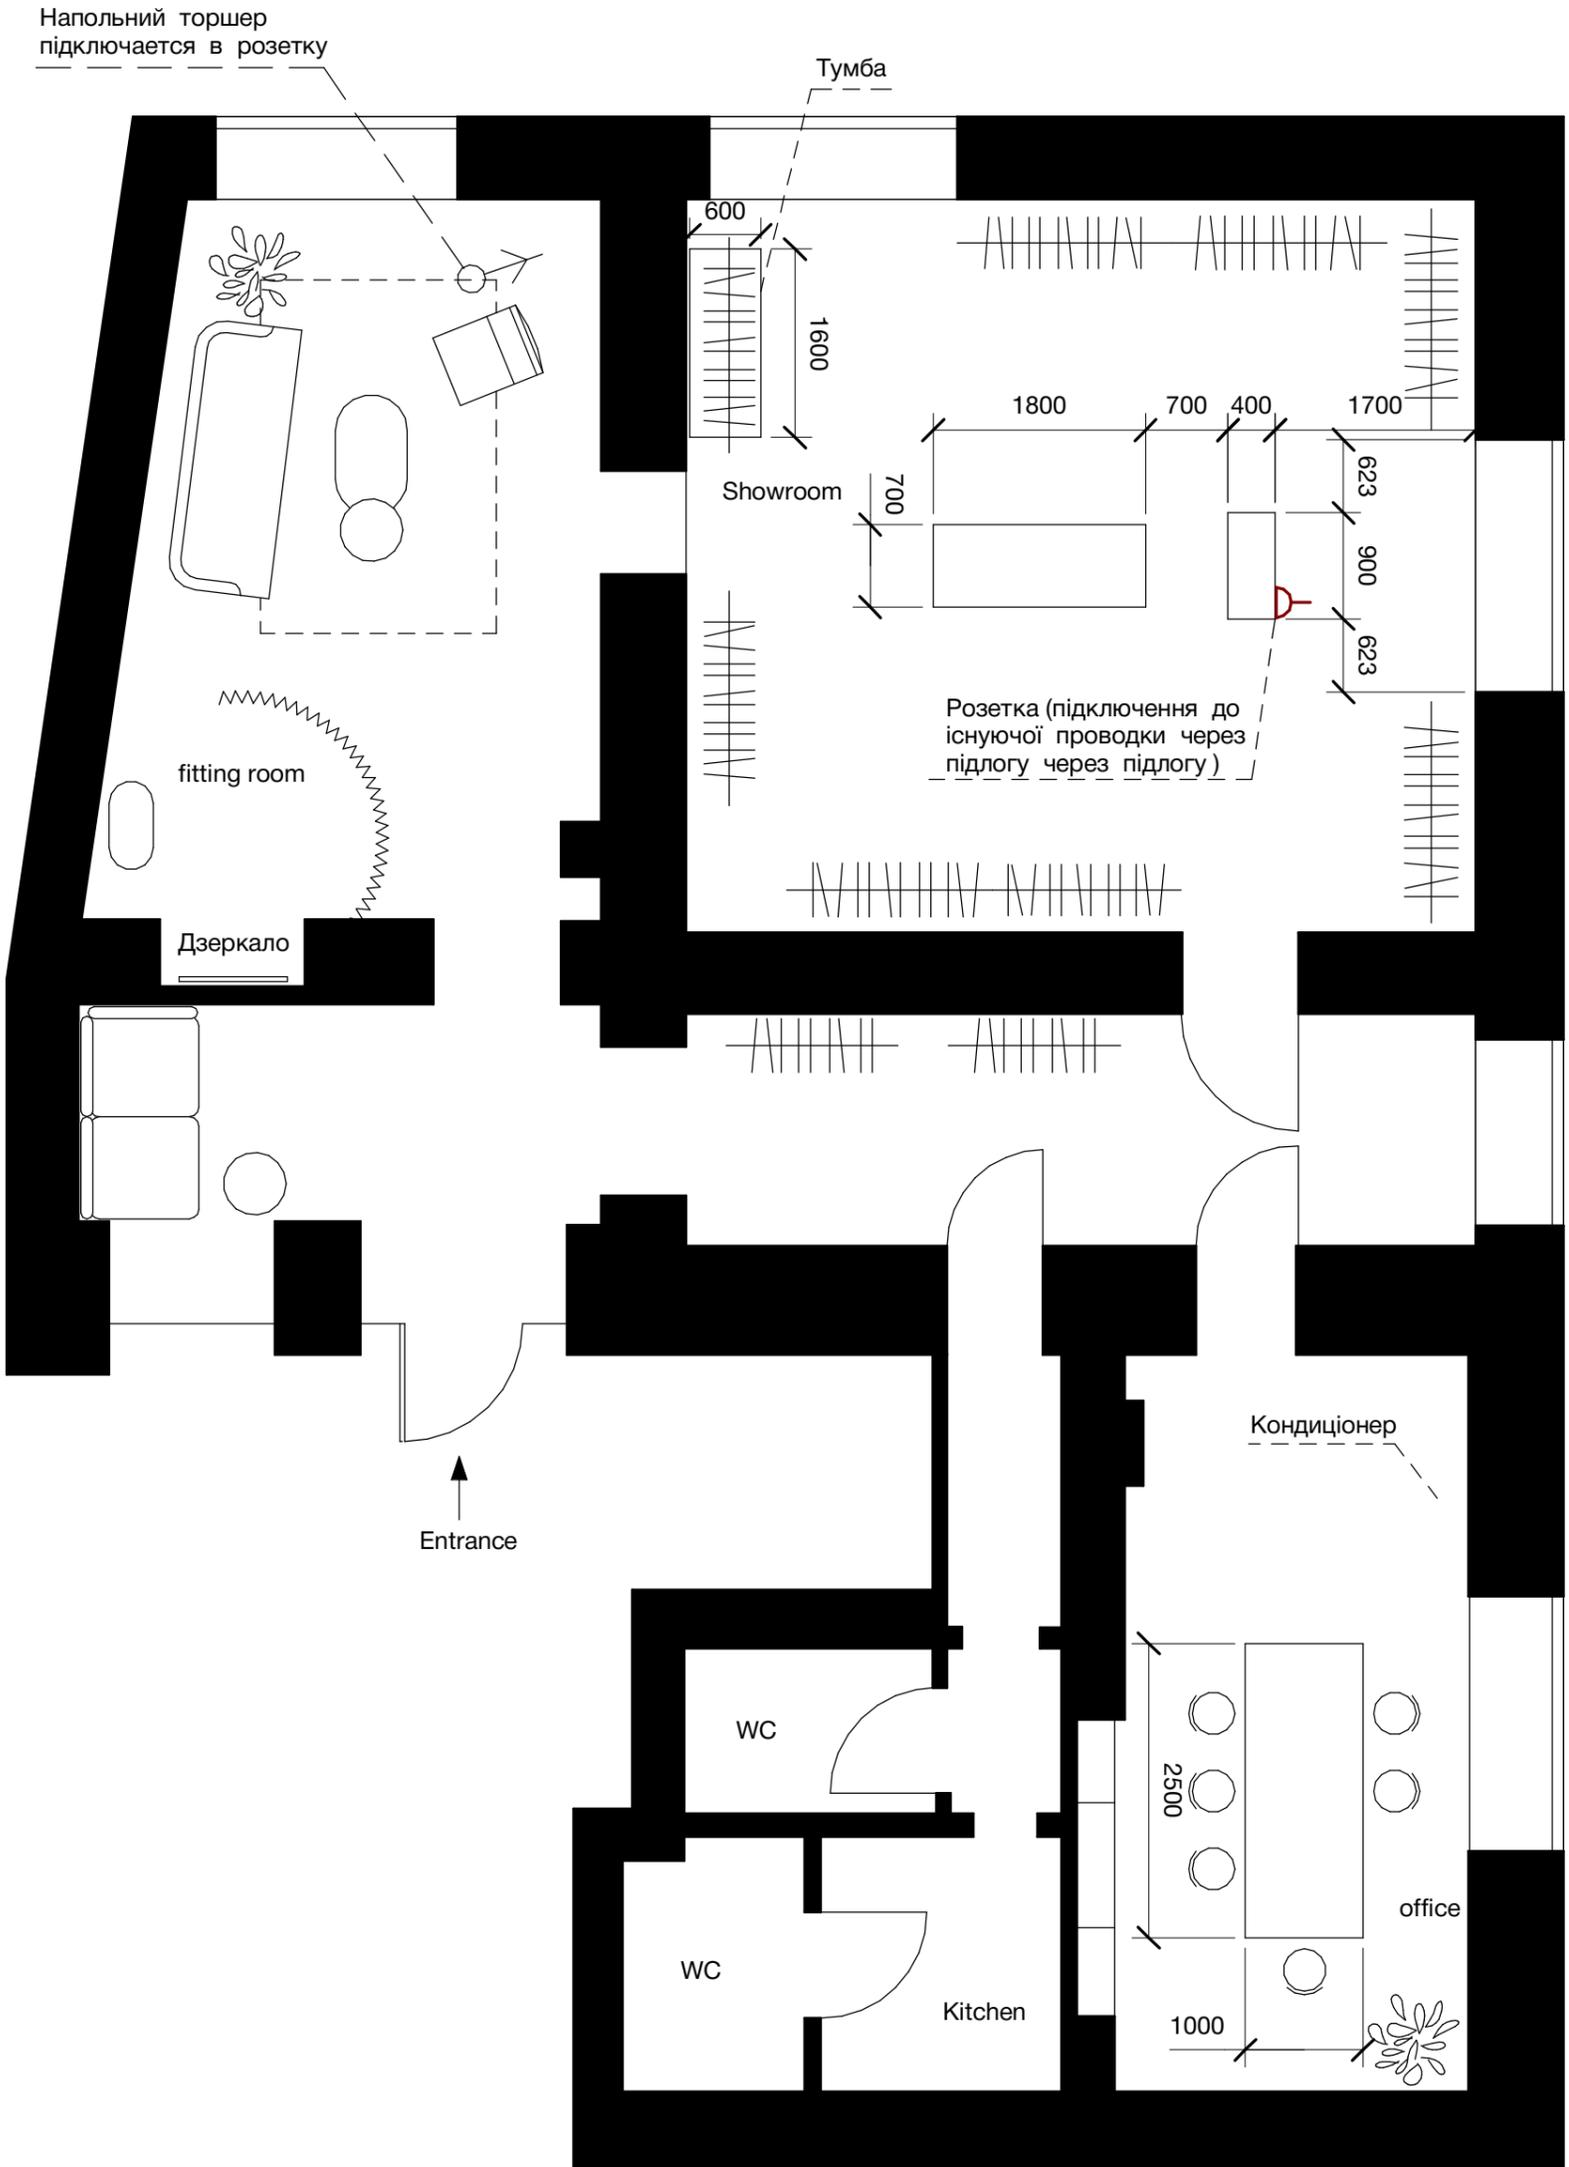 Напольний торшер
підключается в розетку
Тумба
600
1600
1800
700
400
1700
623
Showroom
700
900
623
Розетка (підключення до
існуючої проводки через
підлогу через підлогу )
fitting room
Дзеркало
Кондиціонер
Entrance
WC
2500
office
WC
Kitchen
1000